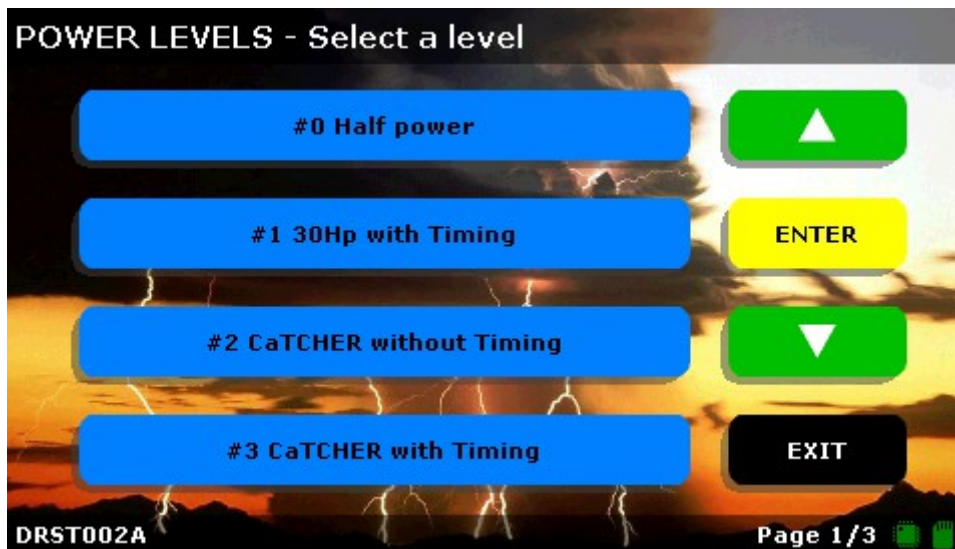 POWER LEVELS - Select a level
#0 Half power
#1 30Hp with Timing
ENTER
#2 CaTCHER without Timing
#3 CaTCHER with Timing
EXIT
DRST002A
Page 1/3